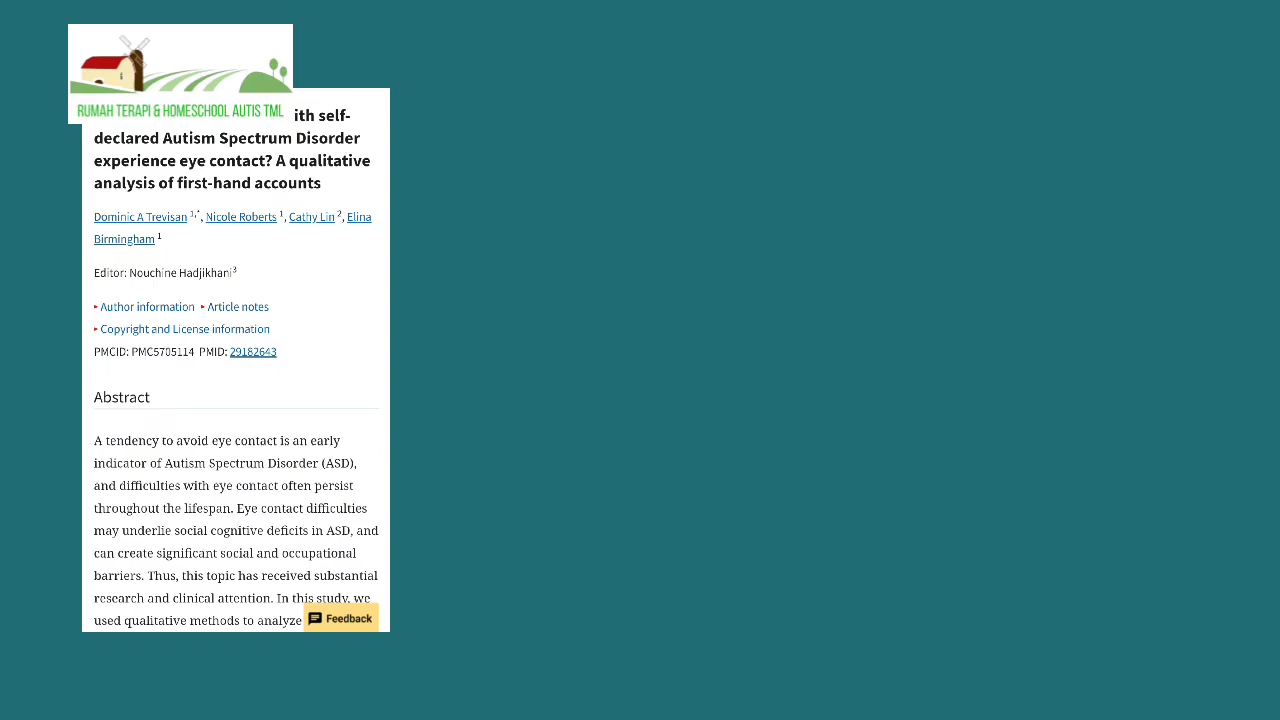 RUMAH TERAPI & HOMESCHOOL AUTIS TML
ith self-
declared Autism Spectrum Disorder
experience eye contact? A qualitative
analysis of first-hand accounts
Dominic A Trevisan 1,*, Nicole Roberts 1, Cathy Lin 2, Elina
Birmingham 1
Editor: Nouchine Hadjikhani3
▸ Author information ▸ Article notes
▸ Copyright and License information
PMCID: PMC5705114 PMID: 29182643
Abstract
A tendency to avoid eye contact is an early
indicator of Autism Spectrum Disorder (ASD),
and difficulties with eye contact often persist
throughout the lifespan. Eye contact difficulties
may underlie social cognitive deficits in ASD, and
can create significant social and occupational
barriers. Thus, this topic has received substantial
research and clinical attention. In this study, we
used qualitative methods to analyze
Feedback